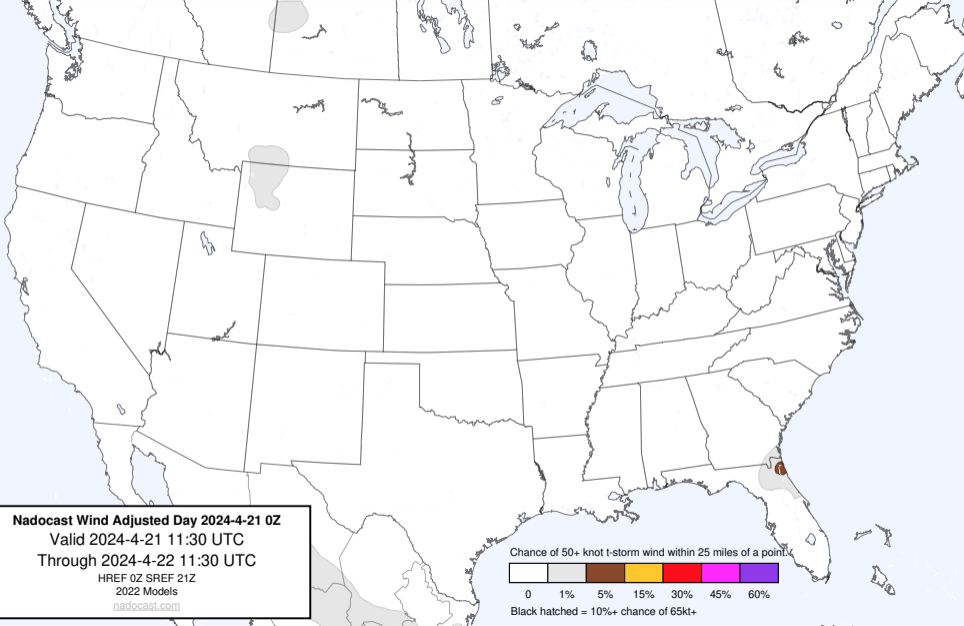 Nadocast Wind Adjusted Day 2024-4-21 0Z
Valid 2024-4-21 11:30 UTC
Through 2024-4-22 11:30 UTC
HREF 0Z SREF 21Z
2022 Models
nadocast.com
Chance of 50+ knot t-storm wind within 25 miles of a point.
0 1% 5% 15% 30% 45% 60%
Black hatched = 10%+ chance of 65kt+